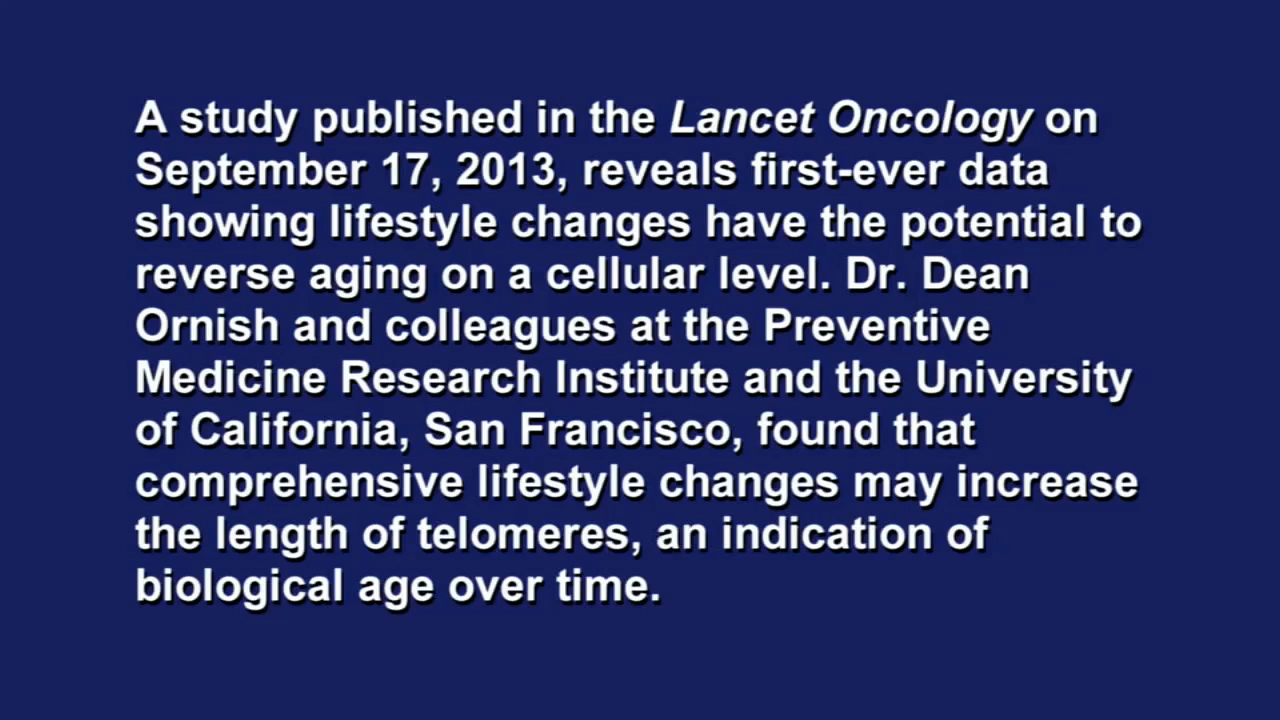 A study published in the Lancet Oncology on
September 17, 2013, reveals first-ever data
showing lifestyle changes have the potential to
reverse aging on a cellular level. Dr. Dean
Ornish and colleagues at the Preventive
Medicine Research Institute and the University
of California, San Francisco, found that
comprehensive lifestyle changes may increase
the length of telomeres, an indication of
biological age over time.